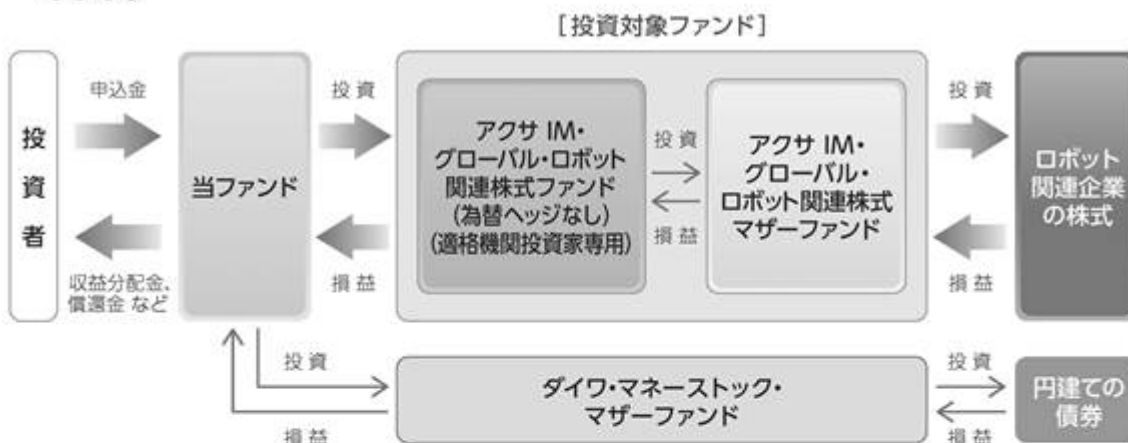 [投資対象ファンド]
投資者
申込金
収益分配金、
償還金 など
当ファンド
投資
損益
アクサ IM・
グローバル・ロボット
関連株式ファンド
(為替ヘッジなし)
(適格機関投資家専用)
投資
損益
アクサ IM・
グローバル・
ロボット関連株式
マザーファンド
投資
損益
ロボット
関連企業
の株式
投資
損益
ダイワ・マネーストック・
マザーファンド
投資
損益
円建ての
債券